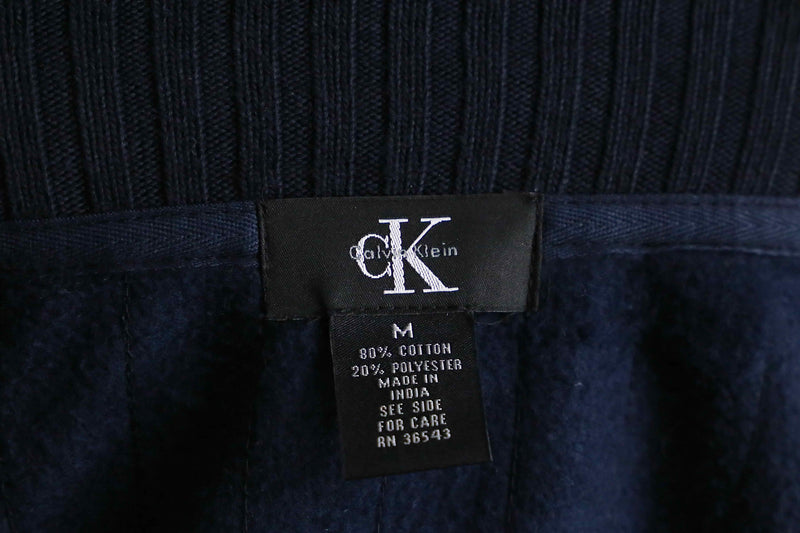 CK
Calvin Klein
M
80% COTTON
20% POLYESTER
MADE IN
INDIA
SEE SIDE
FOR CARE
RN 36543